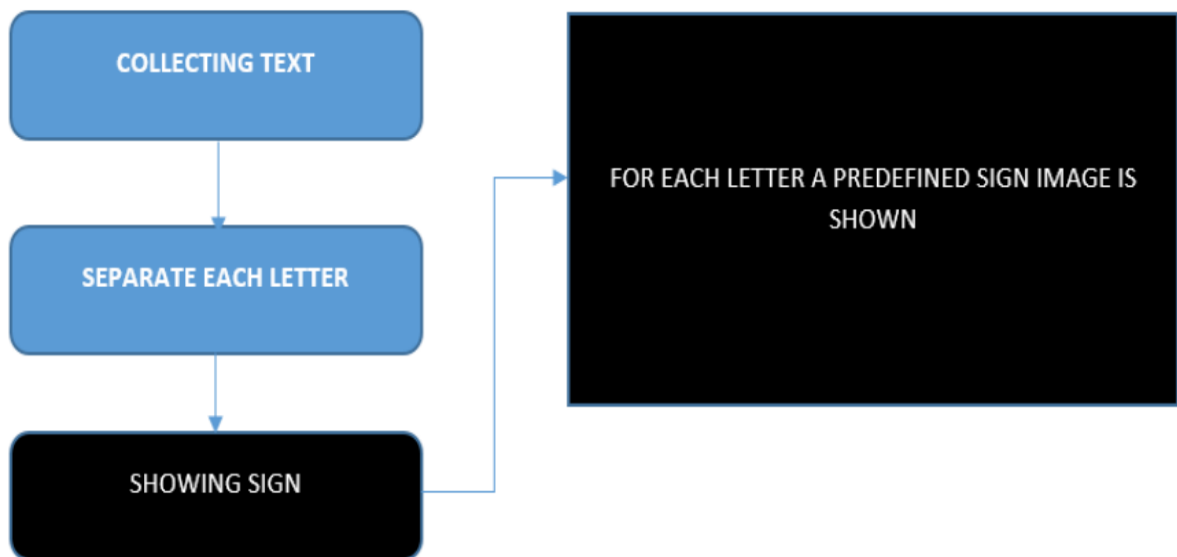 COLLECTING TEXT
SEPARATE EACH LETTER
SHOWING SIGN
FOR EACH LETTER A PREDEFINED SIGN IMAGE IS
SHOWN